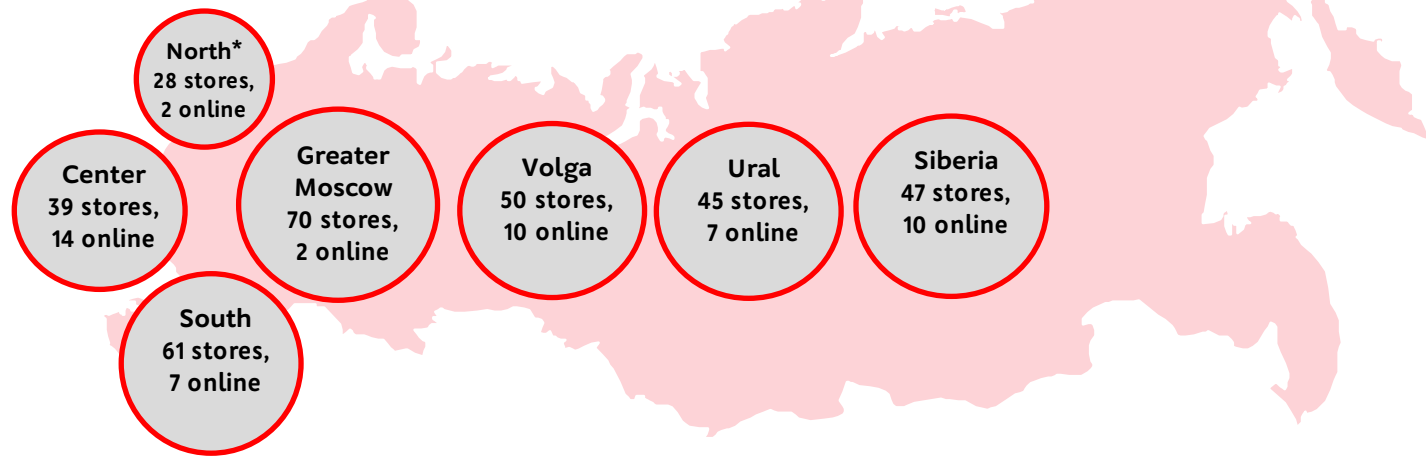 North*
28 stores,
2 online
Center
39 stores,
14 online
Greater
Moscow
70 stores,
2 online
Volga
50 stores,
10 online
Ural
45 stores,
7 online
Siberia
47 stores,
10 online
South
61 stores,
7 online